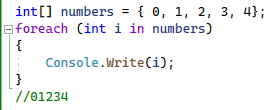 int[] numbers = { 0, 1, 2, 3, 4};
foreach (int i in numbers)
{
    Console.Write(i);
}
//01234